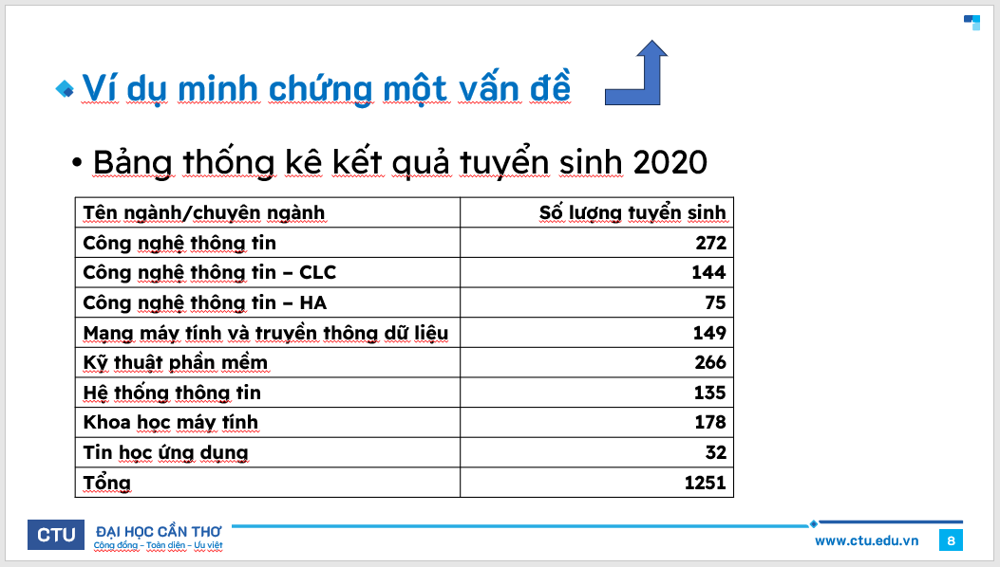 Ví dụ minh chứng một vấn đề
• Bảng thống kê kết quả tuyển sinh 2020
Tên ngành/chuyên ngành Số lượng tuyển sinh
Công nghệ thông tin 272
Công nghệ thông tin – CLC 144
Công nghệ thông tin – HA 75
Mạng máy tính và truyền thông dữ liệu 149
Kỹ thuật phần mềm 266
Hệ thống thông tin 135
Khoa học máy tính 178
Tin học ứng dụng 32
Tổng 1251
CTU ĐẠI HỌC CẦN THƠ
Cộng đồng – Toàn diện – Ưu việt
www.ctu.edu.vn 8